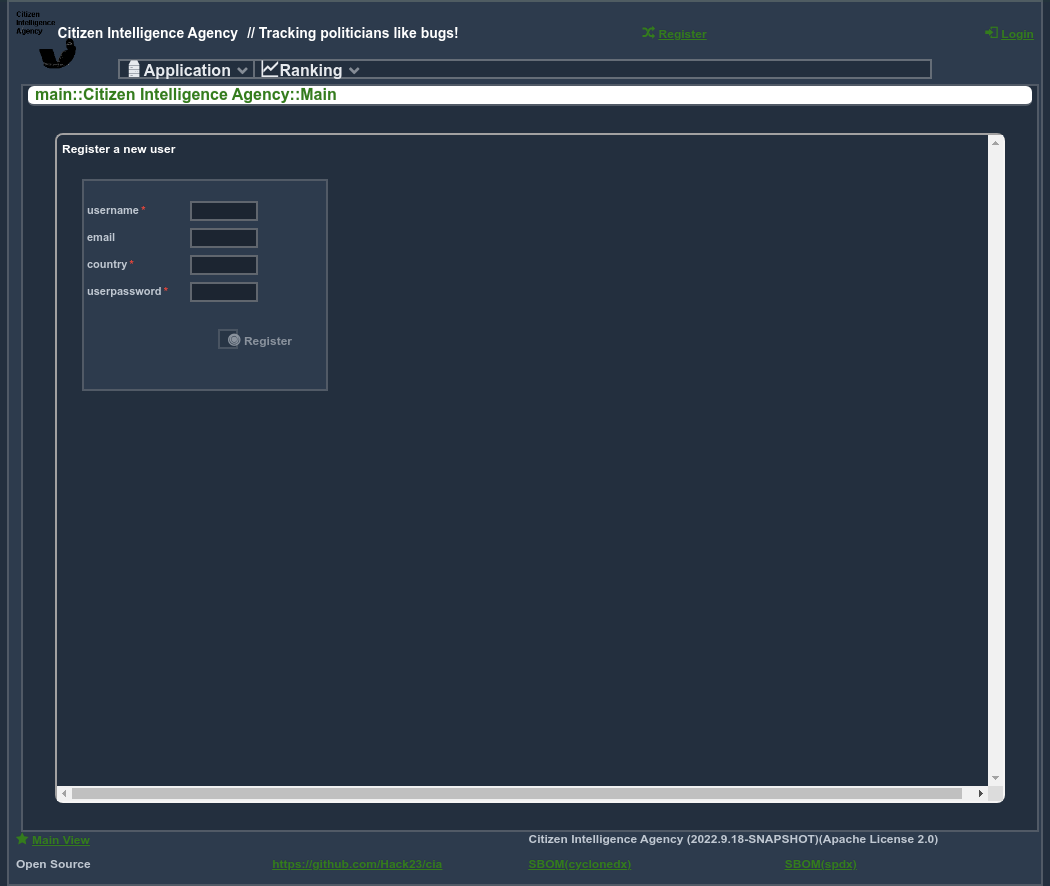 Citizen
Intelligence
Agency
Citizen Intelligence Agency // Tracking politicians like bugs!
Register
Login
Application
Ranking
main::Citizen Intelligence Agency::Main
Register a new user
username *
email
country *
userpassword *
Register
Main View
Citizen Intelligence Agency (2022.9.18-SNAPSHOT)(Apache License 2.0)
Open Source
https://github.com/Hack23/cia
SBOM(cyclonedx)
SBOM(spdx)